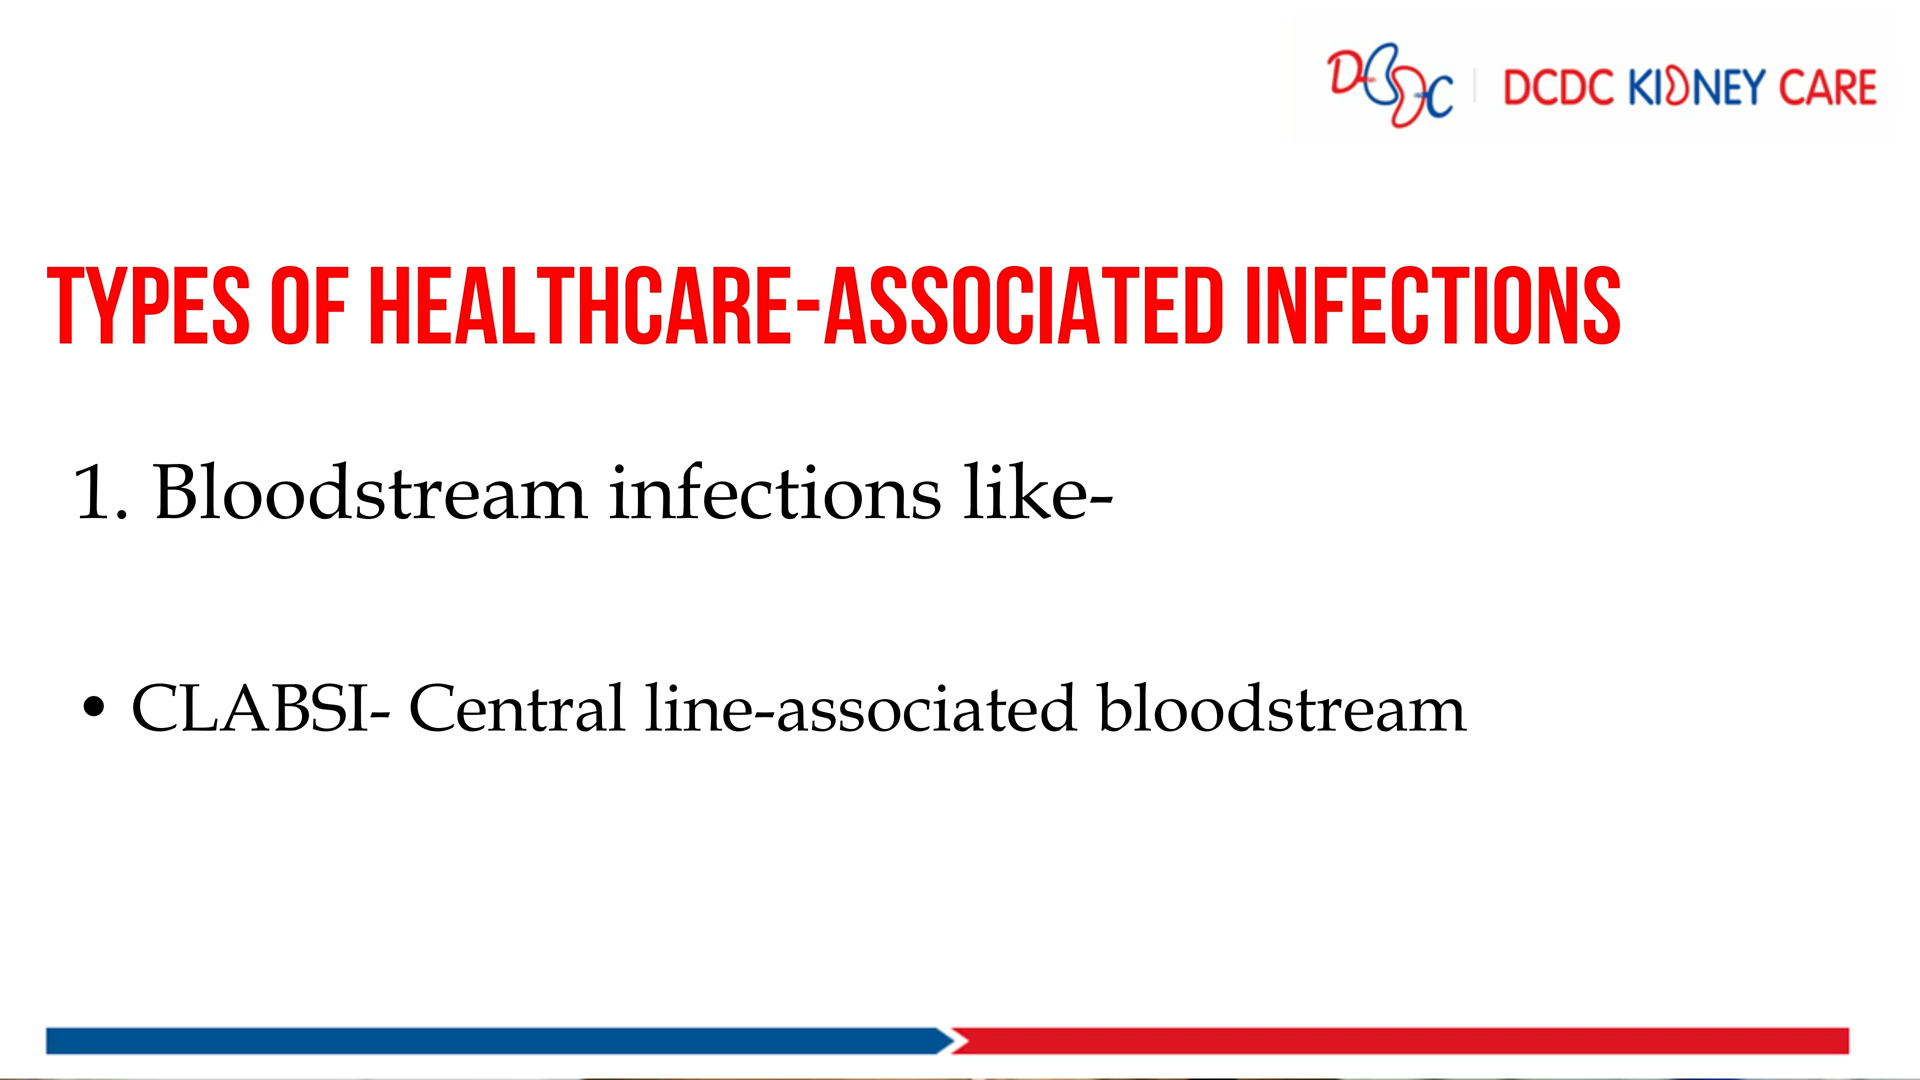 DCDC | DCDC KIDNEY CARE
TYPES OF HEALTHCARE-ASSOCIATED INFECTIONS
1. Bloodstream infections like-
• CLABSI- Central line-associated bloodstream